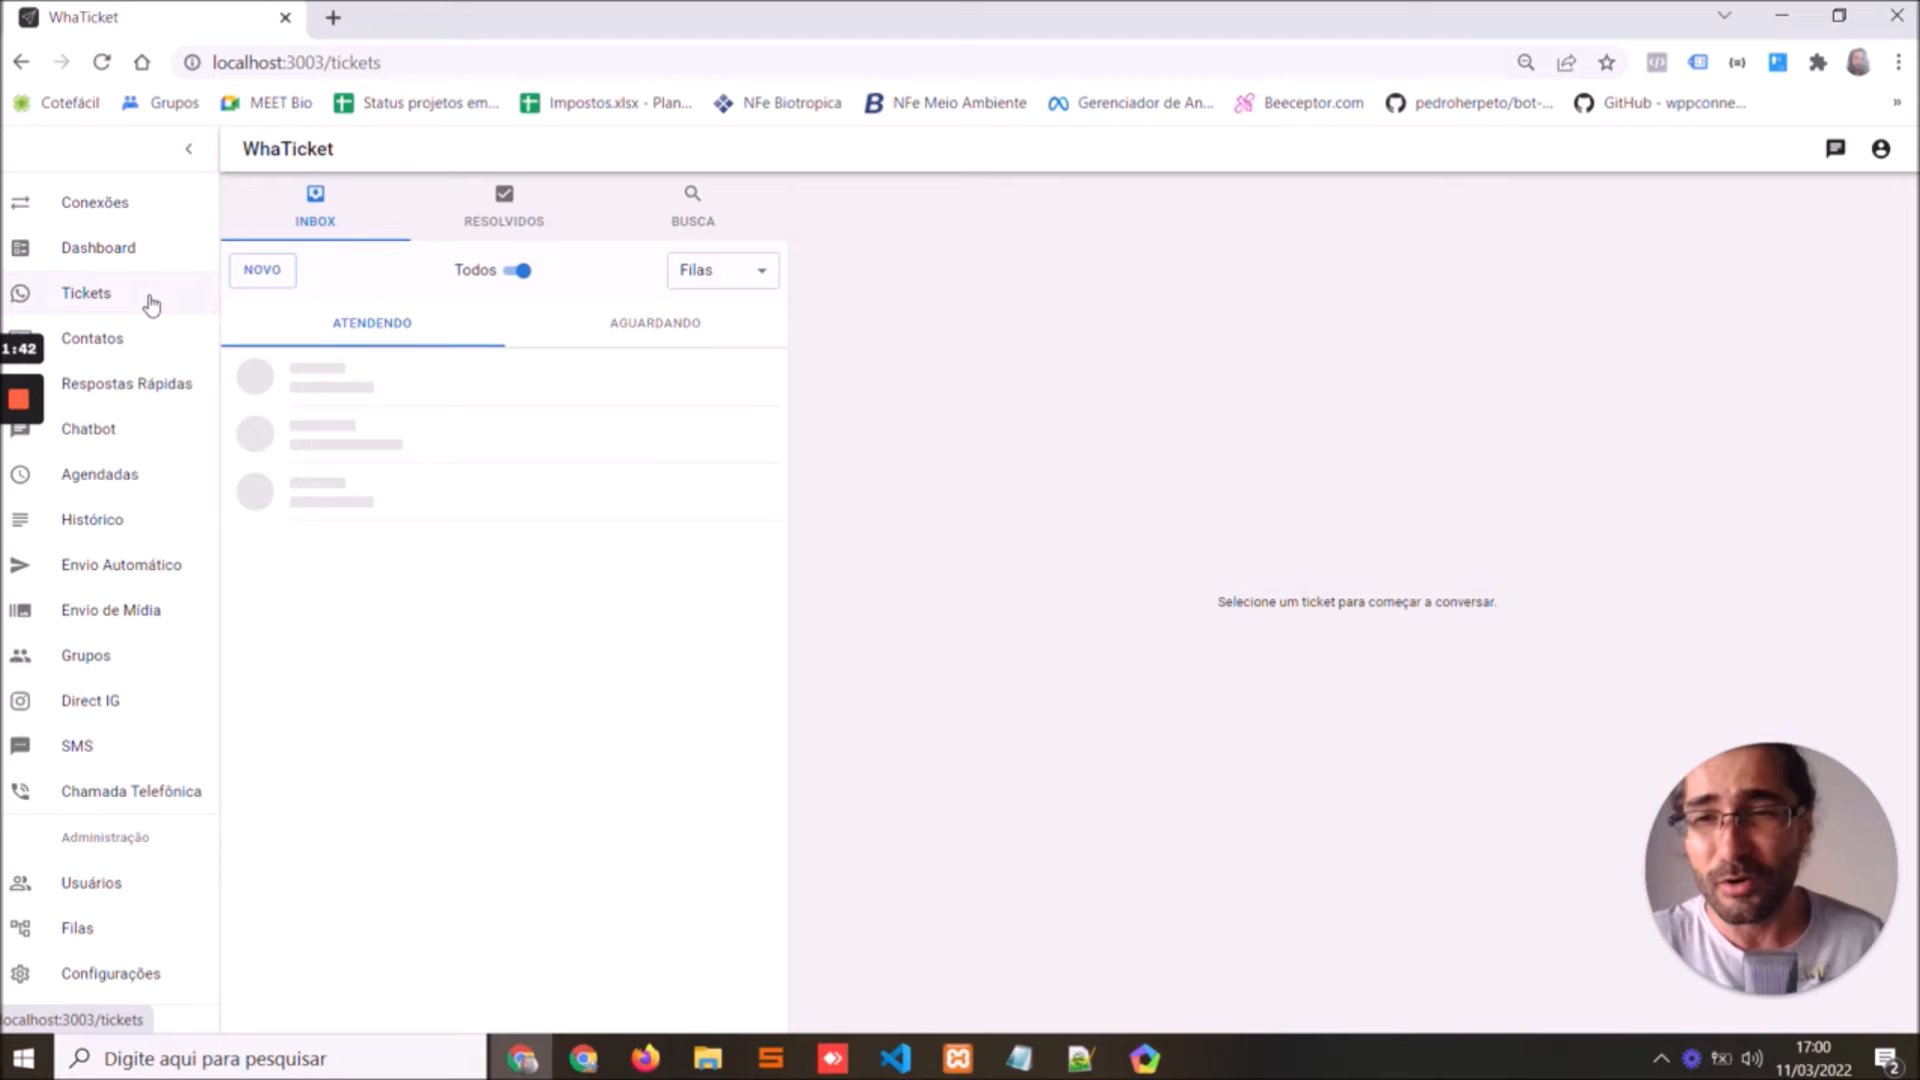 WhaTicket
localhost:3003/tickets
Cotefácil
Grupos
MEET Bio
Status projetos em...
Impostos.xlsx - Plan...
NFe Biotropica
NFe Meio Ambiente
Gerenciador de An...
Beeceptor.com
pedroherpeto/bot-...
GitHub - wppconne...
»
WhaTicket
Conexões
Dashboard
Tickets
1:42
Contatos
Respostas Rápidas
Chatbot
Agendadas
Histórico
Envio Automático
Envio de Mídia
Grupos
Direct IG
SMS
Chamada Telefônica
Administração
Usuários
Filas
Configurações
localhost:3003/tickets
INBOX
RESOLVIDOS
BUSCA
NOVO
Todos
Filas
ATENDENDO
AGUARDANDO
Selecione um ticket para começar a conversar.
Digite aqui para pesquisar
17:00
11/03/2022
2